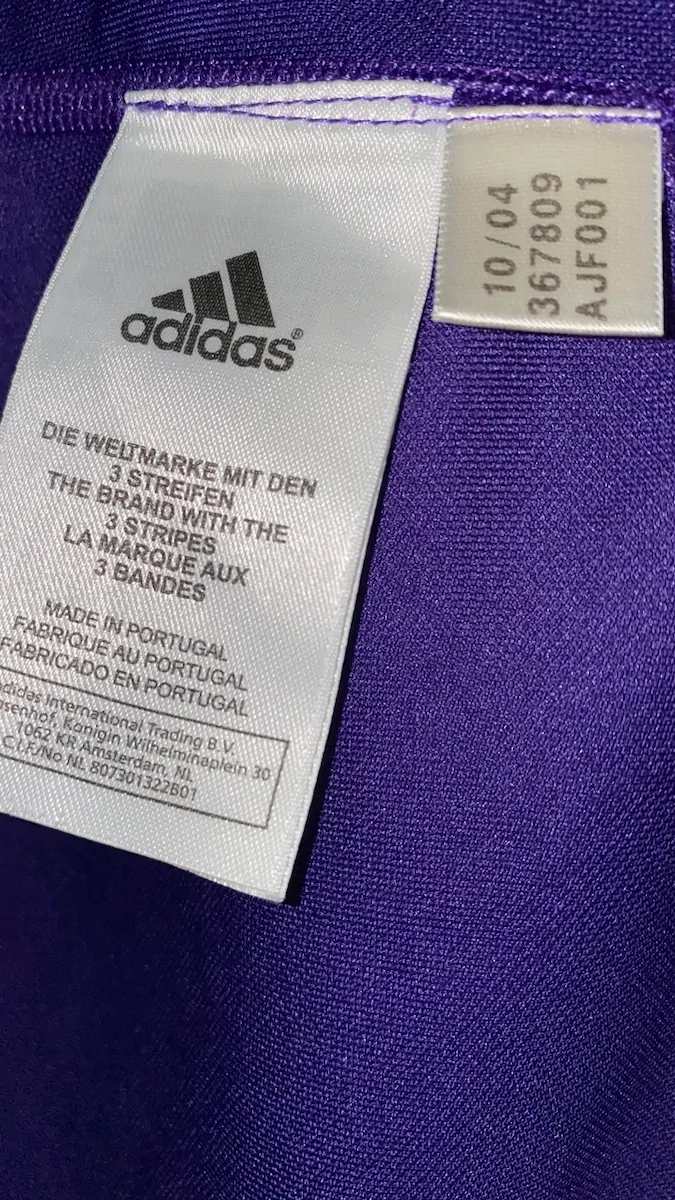 adidas®
DIE WELTMARKE MIT DEN
3 STREIFEN
THE BRAND WITH THE
3 STRIPES
LA MARQUE AUX
3 BANDES
MADE IN PORTUGAL
FABRIQUE AU PORTUGAL
FABRICADO EN PORTUGAL
adidas International Trading B.V.
Konigin Wilhelminaplein 30
1062 KR Amsterdam, NL
C.I.F./No NL 807301322B01
10/04
367809
AJF001